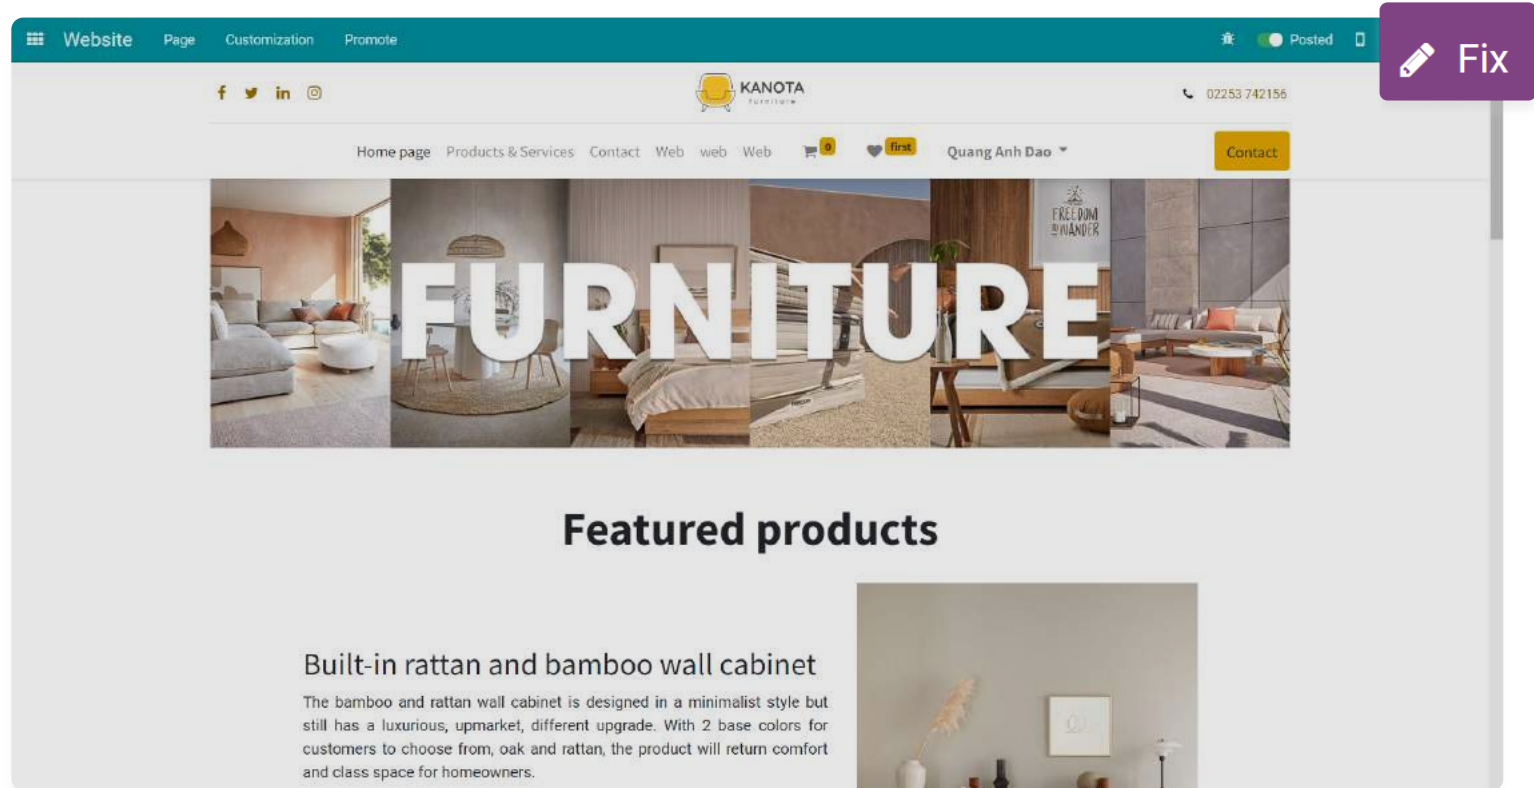 Website Page Customization Promote Posted
Fix
KANOTA
Furniture
02253 742156
Home page Products & Services Contact Web web Web 0 first Quang Anh Dao Contact
FREEDOM
TO WANDER
FURNITURE
Featured products
Built-in rattan and bamboo wall cabinet
The bamboo and rattan wall cabinet is designed in a minimalist style but
still has a luxurious, upmarket, different upgrade. With 2 base colors for
customers to choose from, oak and rattan, the product will return comfort
and class space for homeowners.